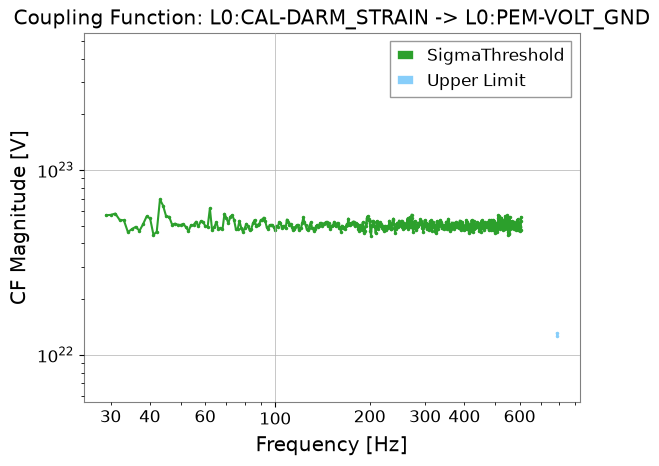 Coupling Function: L0:CAL-DARM_STRAIN -> L0:PEM-VOLT_GND
SigmaThreshold
Upper Limit
CF Magnitude [V]
10^23
10^22
30 40 60 100 200 300 400 600
Frequency [Hz]